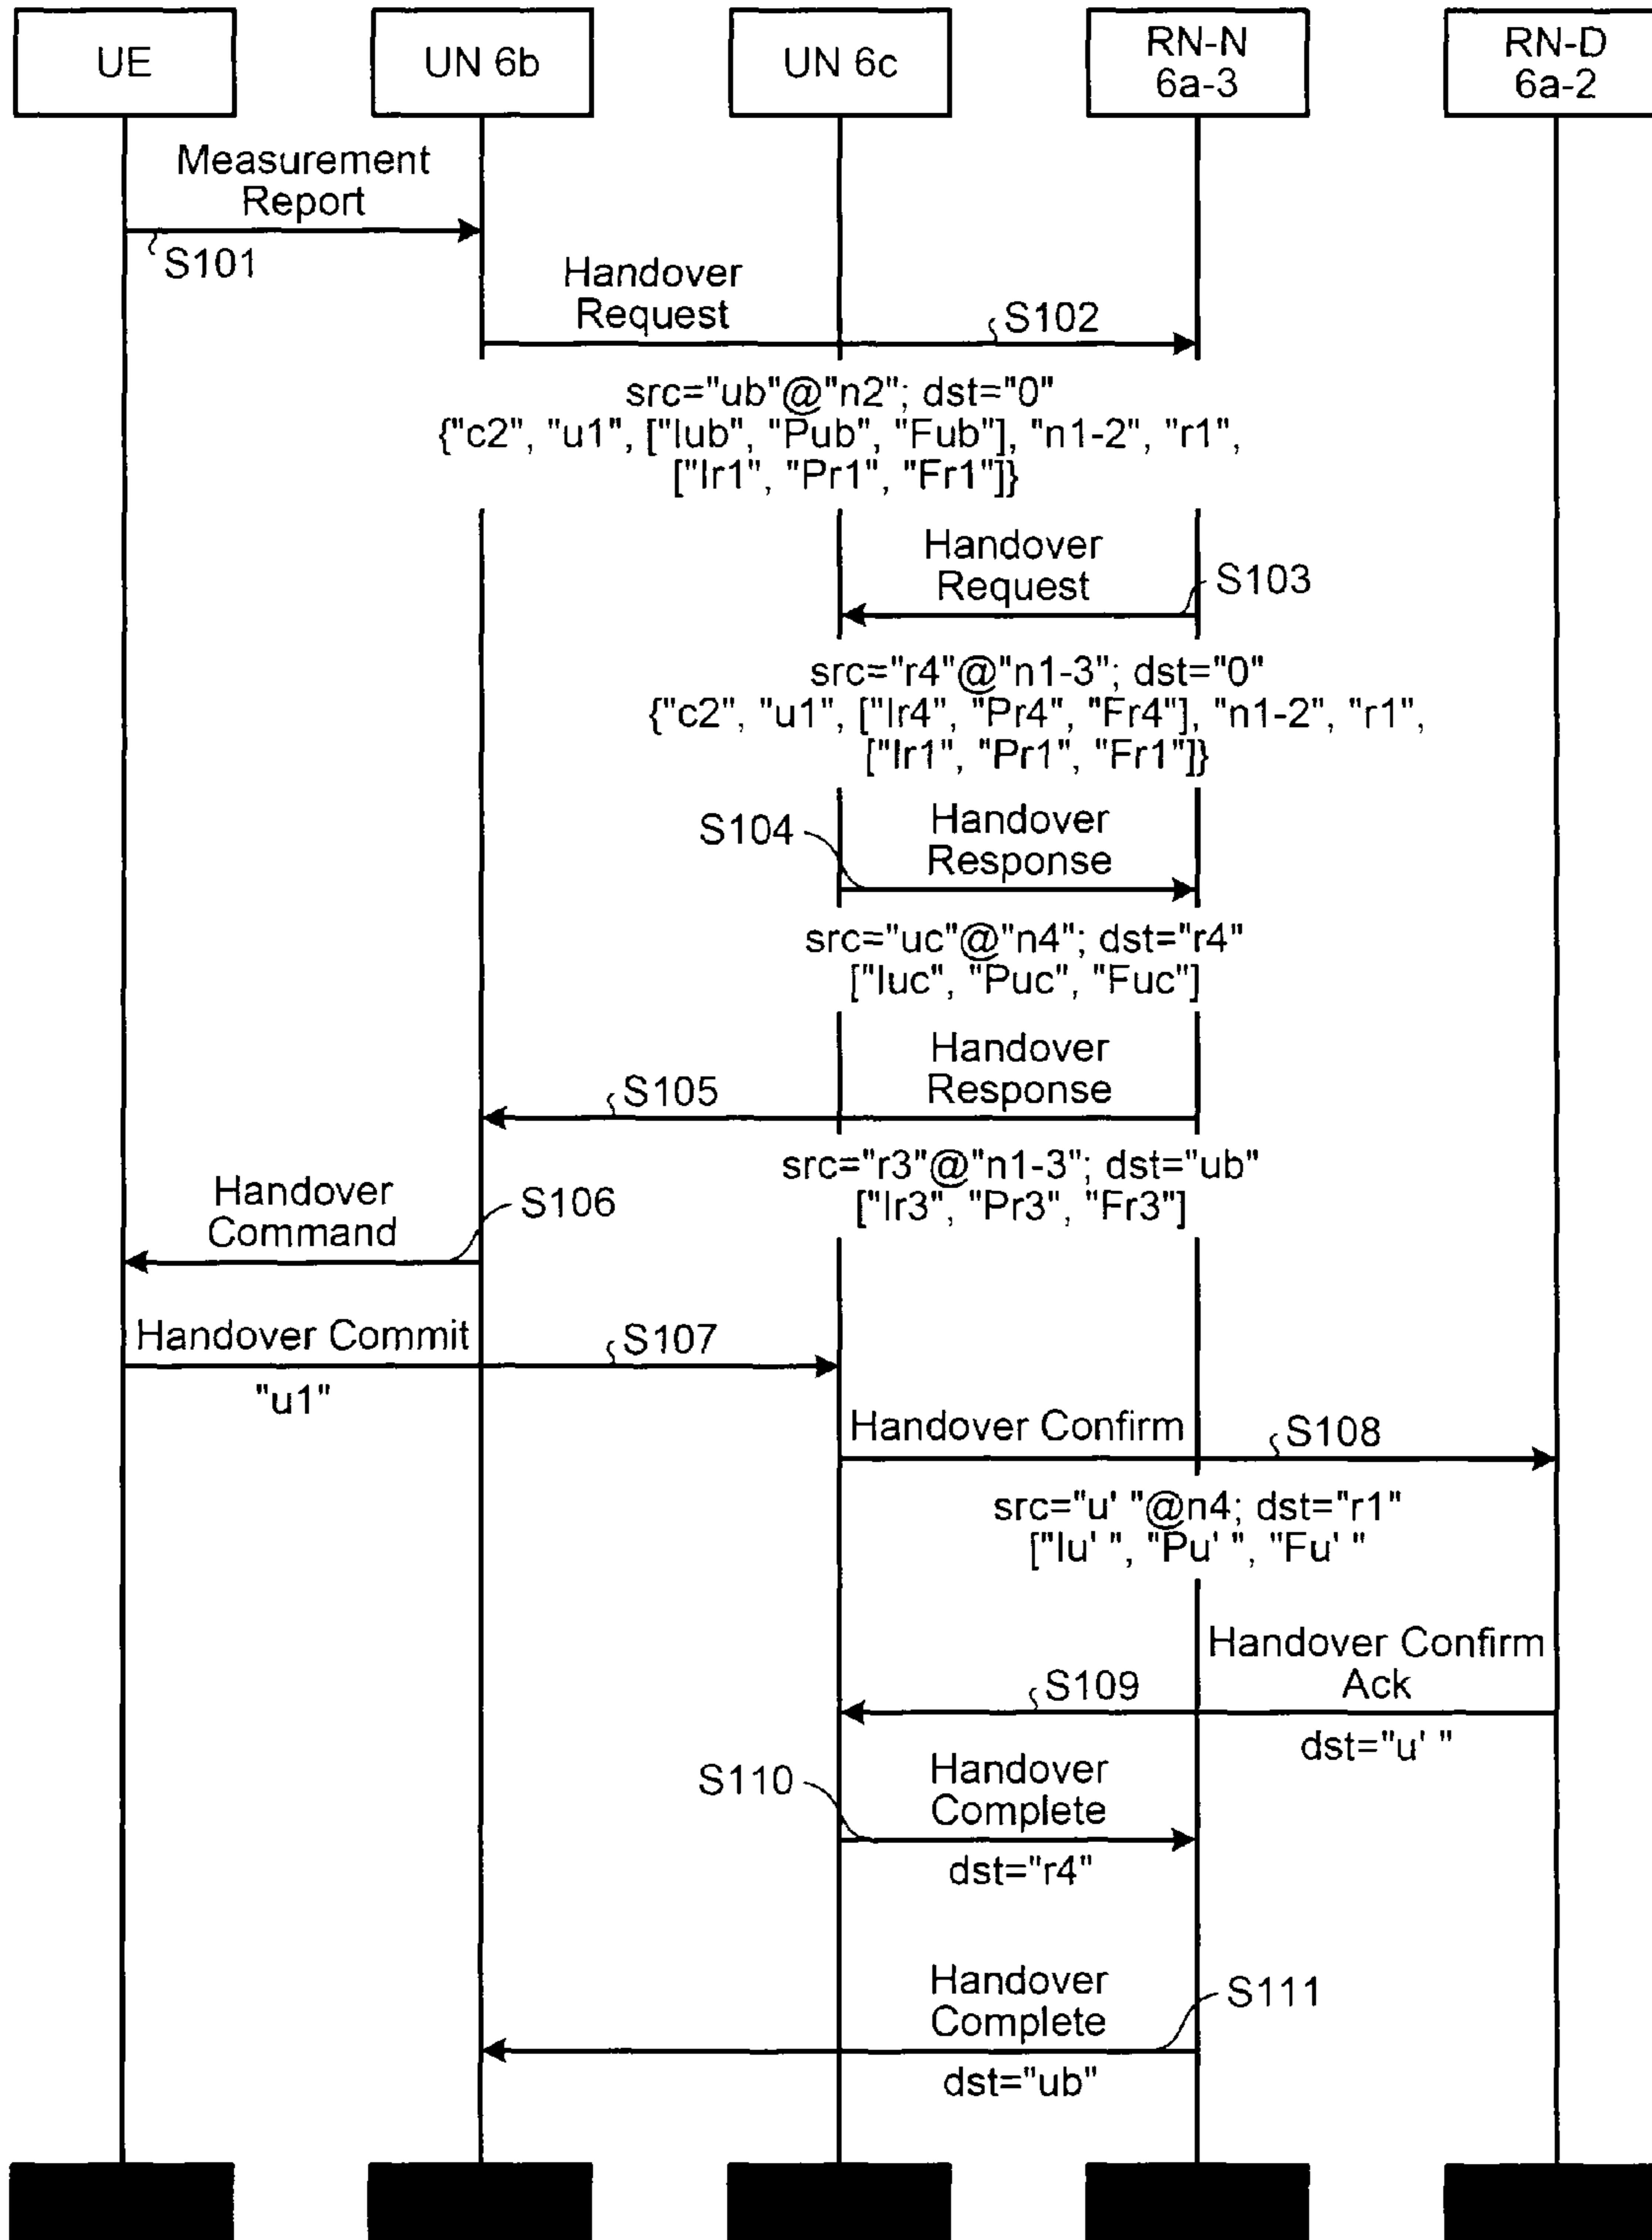 UE
UN 6b
UN 6c
RN-N
6a-3
RN-D
6a-2
Measurement
Report
S101
Handover
Request
S102
src="ub"@"n2"; dst="0"
{"c2", "u1", ["Iub", "Pub", "Fub"], "n1-2", "r1",
["Ir1", "Pr1", "Fr1"]}
Handover
Request
S103
src="r4"@"n1-3"; dst="0"
{"c2", "u1", ["Ir4", "Pr4", "Fr4"], "n1-2", "r1",
["Ir1", "Pr1", "Fr1"]}
S104
Handover
Response
src="uc"@"n4"; dst="r4"
["Iuc", "Puc", "Fuc"]
Handover
Response
S105
src="r3"@"n1-3"; dst="ub"
["Ir3", "Pr3", "Fr3"]
Handover
Command
S106
Handover Commit
S107
"u1"
Handover Confirm
S108
src="u' "@n4; dst="r1"
["Iu' ", "Pu' ", "Fu' "
Handover Confirm
Ack
S109
dst="u' "
S110
Handover
Complete
dst="r4"
Handover
Complete
S111
dst="ub"